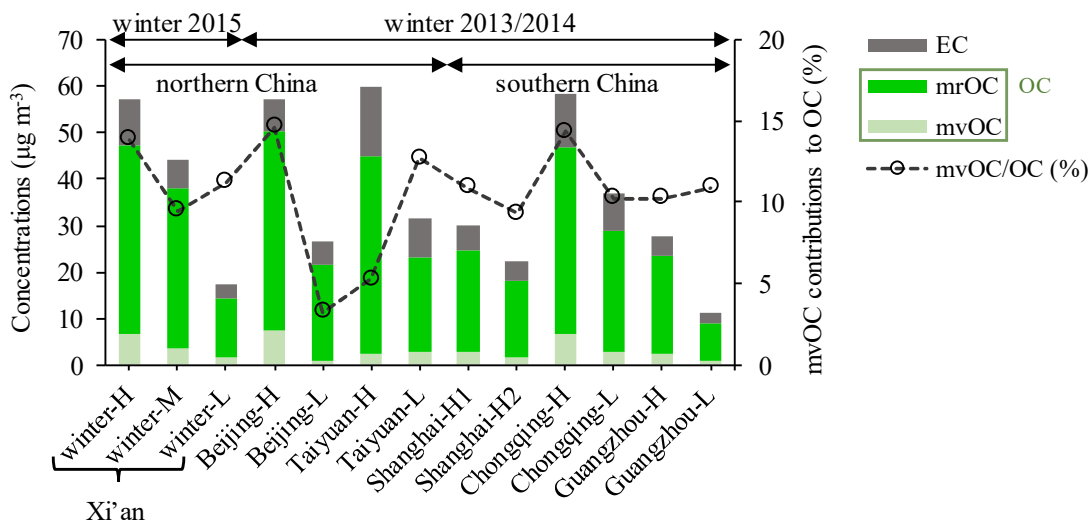 winter 2015
winter 2013/2014
northern China
southern China
Concentrations (µg m-3)
70
60
50
40
30
20
10
0
20
15
10
5
0
mvOC contributions to OC (%)
EC
mrOC
OC
mvOC
mvOC/OC (%)
winter-H
winter-M
winter-L
Beijing-H
Beijing-L
Taiyuan-H
Taiyuan-L
Shanghai-H1
Shanghai-H2
Chongqing-H
Chongqing-L
Guangzhou-H
Guangzhou-L
Xi’an